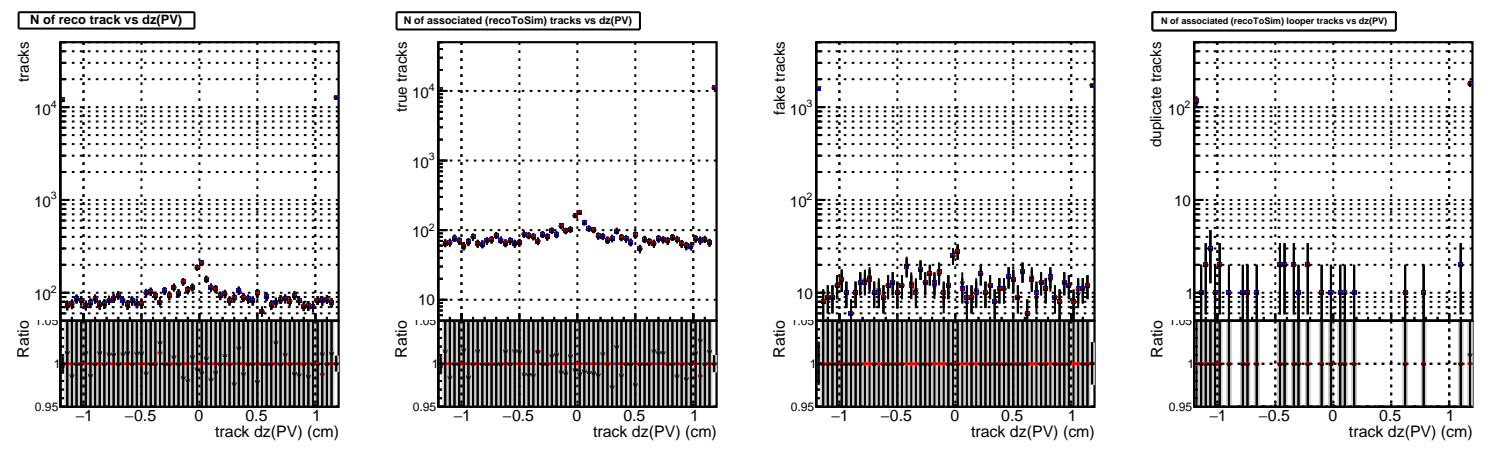 N of reco track vs dz(PV)
tracks
10^4
10^3
10^2
1.05
Ratio
1
0.95
−1 −0.5 0 0.5 1
track dz(PV) (cm)
N of associated (recoToSim) tracks vs dz(PV)
true tracks
10^4
10^3
10^2
10
1.05
Ratio
1
0.95
−1 −0.5 0 0.5 1
track dz(PV) (cm)
fake tracks
10^3
10^2
10
1.05
Ratio
1
0.95
−1 −0.5 0 0.5 1
track dz(PV) (cm)
N of associated (recoToSim) looper tracks vs dz(PV)
duplicate tracks
10^2
10
1
1.05
Ratio
1
0.95
−1 −0.5 0 0.5 1
track dz(PV) (cm)